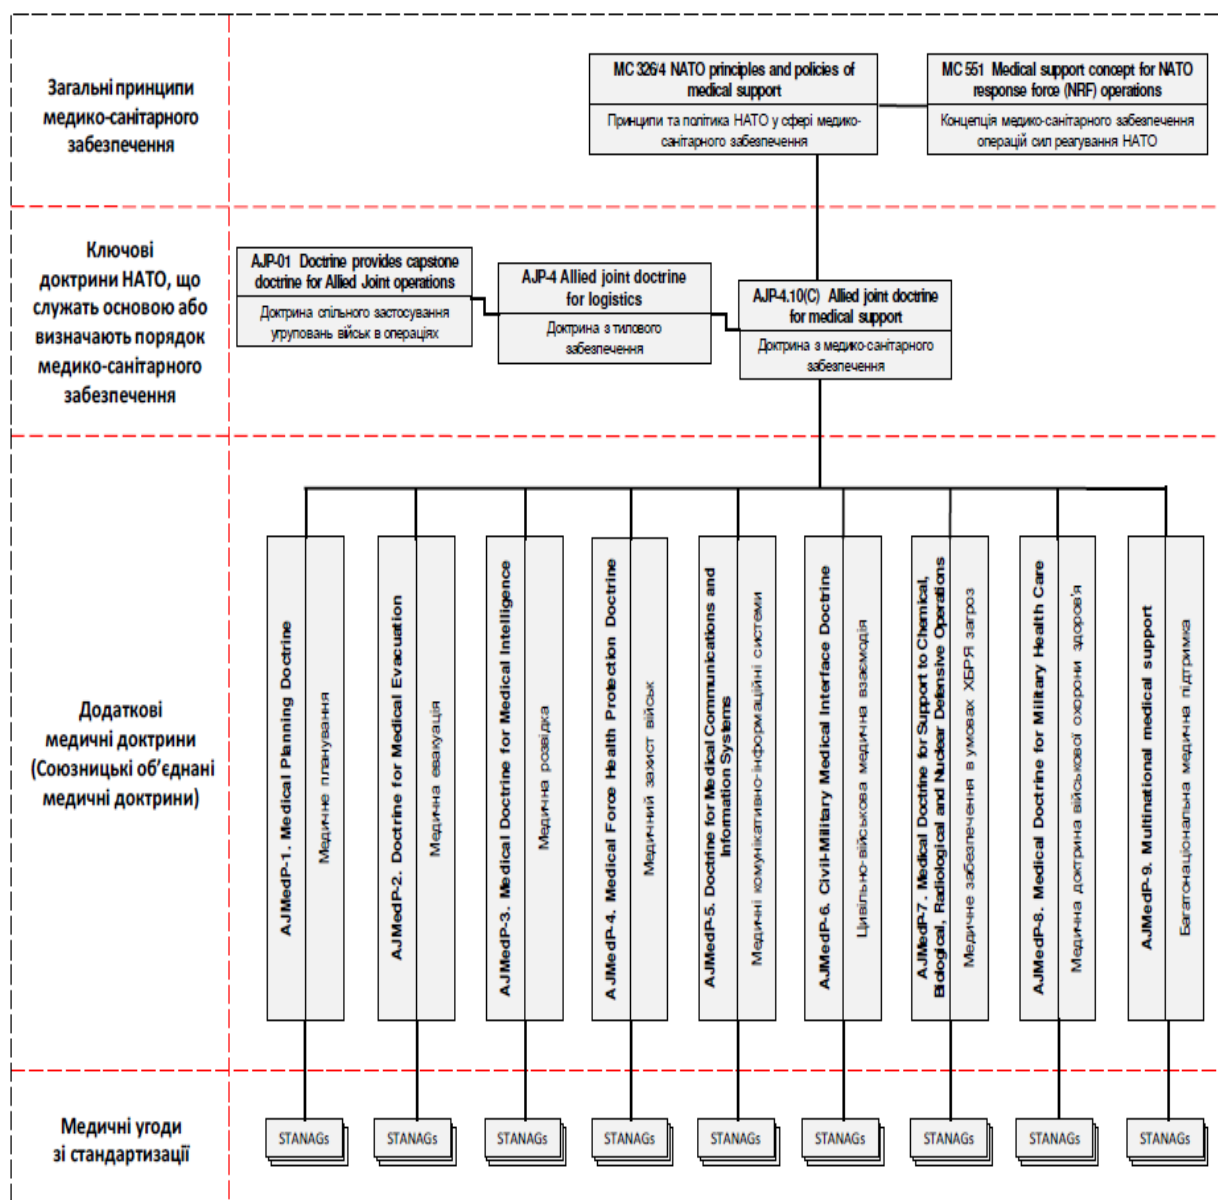 Загальні принципи
медико-санітарного
забезпечення
MC 326/4 NATO principles and policies of
medical support
Принципи та політика НАТО у сфері медико-
санітарного забезпечення
MC 551 Medical support concept for NATO
response force (NRF) operations
Концепція медико-санітарного забезпечення
операцій сил реагування НАТО
Ключові
доктрини НАТО, що
служать основою або
визначають порядок
медико-санітарного
забезпечення
AJP-01 Doctrine provides capstone
doctrine for Allied Joint operations
Доктрина спільного застосування
угруповань військ в операціях
AJP-4 Allied joint doctrine
for logistics
Доктрина з тилового
забезпечення
AJP-4.10(C) Allied joint doctrine
for medical support
Доктрина з медико-санітарного
забезпечення
Додаткові
медичні доктрини
(Союзницькі об’єднані
медичні доктрини)
AJMedP-1. Medical Planning Doctrine
Медичне планування
AJMedP-2. Doctrine for Medical Evacuation
Медична евакуація
AJMedP-3. Medical Doctrine for Medical Intelligence
Медична розвідка
AJMedP-4. Medical Force Health Protection Doctrine
Медичний захист військ
AJMedP-5. Doctrine for Medical Communications and
Information Systems
Медичні комунікативно-інформаційні системи
AJMedP-6. Civil-Military Medical Interface Doctrine
Цивільно-військова медична взаємодія
AJMedP-7. Medical Doctrine for Support to Chemical,
Biological, Radiological and Nuclear Defensive Operations
Медичне забезпечення в умовах ХБРЯ загроз
AJMedP-8. Medical Doctrine for Military Health Care
Медична доктрина військової охорони здоров’я
AJMedP-9. Multinational medical support
Багатонаціональна медична підтримка
Медичні угоди
зі стандартизації
STANAGs
STANAGs
STANAGs
STANAGs
STANAGs
STANAGs
STANAGs
STANAGs
STANAGs